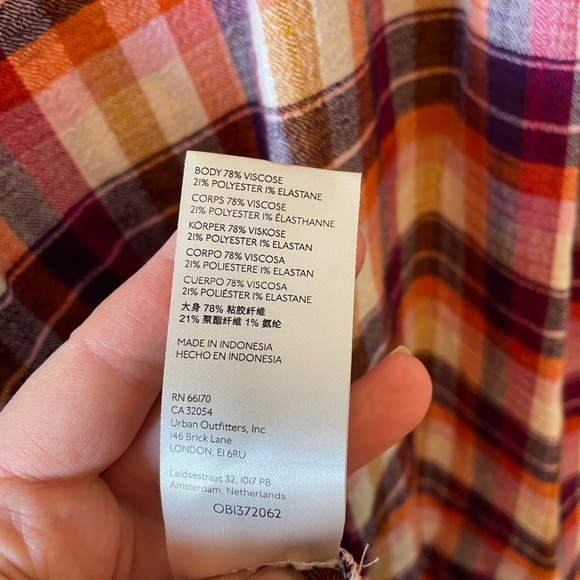 BODY 78% VISCOSE
21% POLYESTER 1% ELASTANE
CORPS 78% VISCOSE
21% POLYESTER 1% ÉLASTHANNE
KÖRPER 78% VISKOSE
21% POLYESTER 1% ELASTAN
CORPO 78% VISCOSA
21% POLIESTERE 1% ELASTAN
CUERPO 78% VISCOSA
21% POLIÉSTER 1% ELASTANE
大身 78% 粘胶纤维
21% 聚酯纤维 1% 氨纶
MADE IN INDONESIA
HECHO EN INDONESIA
RN 66170
CA 32054
Urban Outfitters, Inc
146 Brick Lane
LONDON, E1 6RU
Leidsestraat 32, 1017 PB
Amsterdam, Netherlands
OB1372062